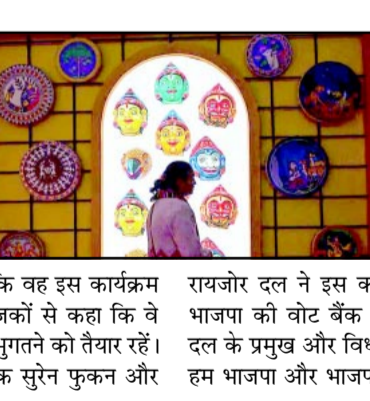 कि वह इस कार्यक्रम
जकों से कहा कि वे
भुगतने को तैयार रहें।
क सुरेन फुकन और
रायजोर दल ने इस क
भाजपा की वोट बैंक
दल के प्रमुख और विध
हम भाजपा और भाजप